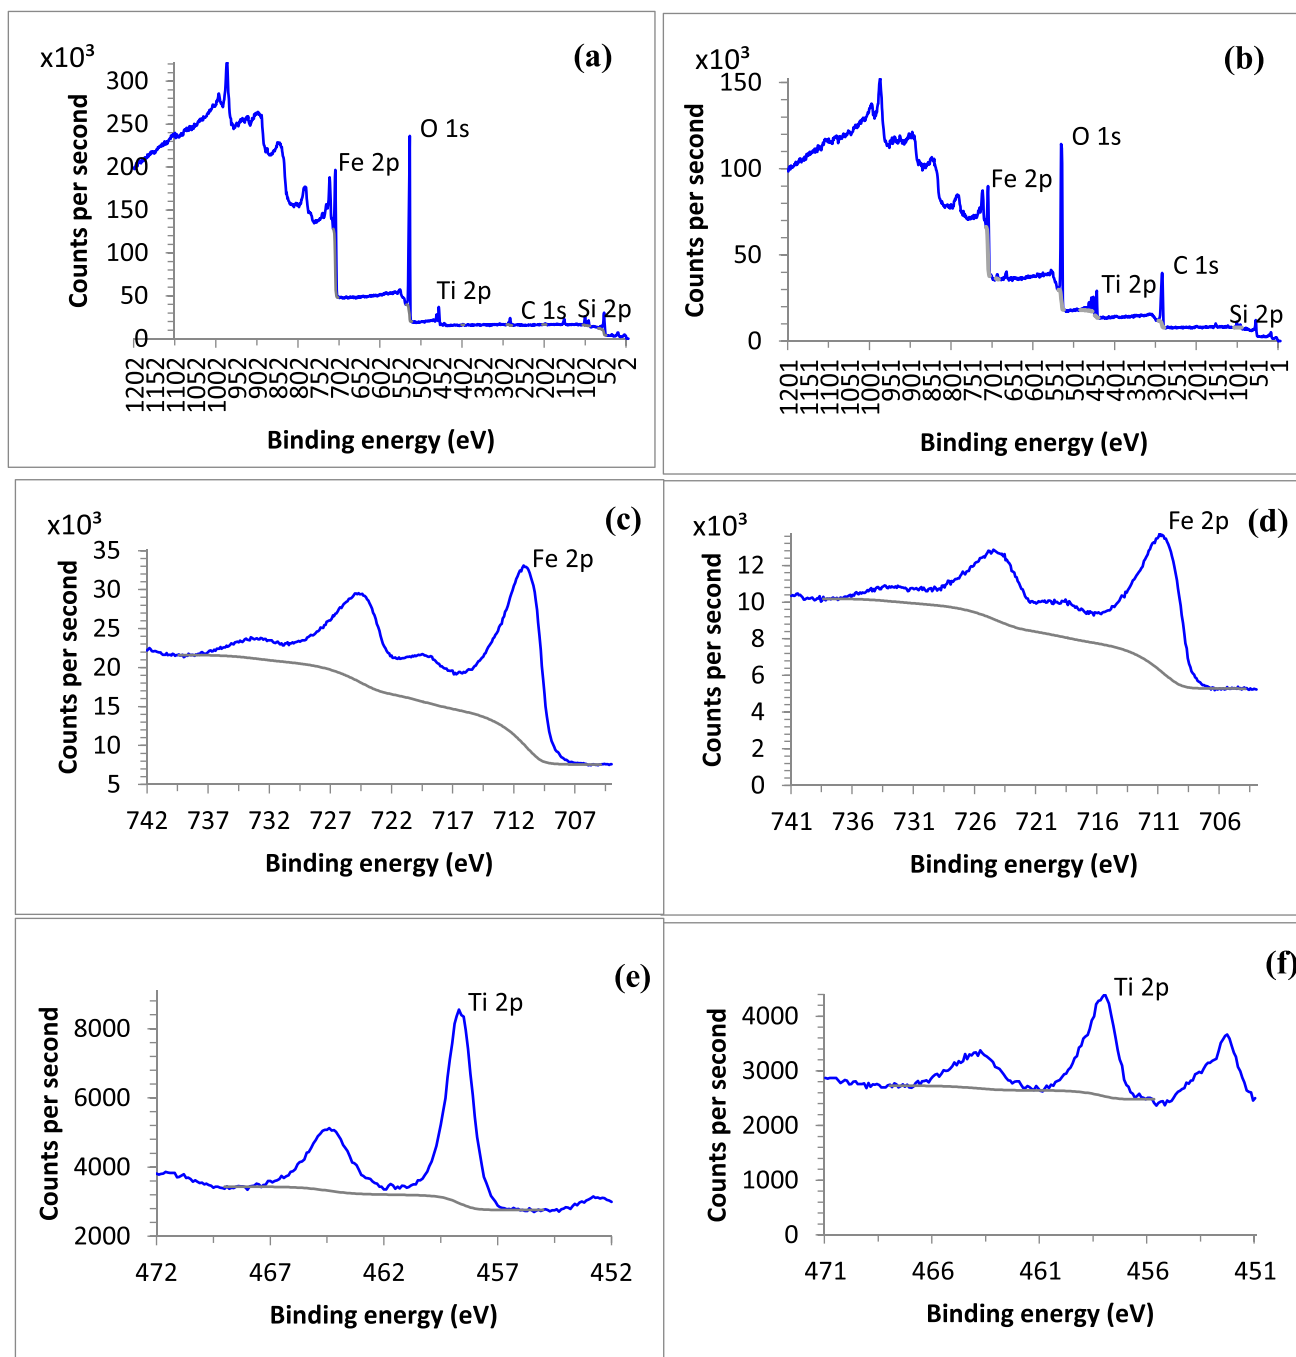 (a)
x10³
300
250
200
150
100
50
0
Counts per second
O 1s
Fe 2p
Ti 2p
C 1s
Si 2p
1202 1152 1102 1052 1002 952 902 852 802 752 702 652 602 552 502 452 402 352 302 252 202 152 102 52 2
Binding energy (eV)
(b)
x10³
150
100
50
0
Counts per second
O 1s
Fe 2p
C 1s
Ti 2p
Si 2p
1201 1151 1101 1051 1001 951 901 851 801 751 701 651 601 551 501 451 401 351 301 251 201 151 101 51 1
Binding energy (eV)
(c)
x10³
35
30
25
20
15
10
5
Counts per second
Fe 2p
742 737 732 727 722 717 712 707
Binding energy (eV)
Fe 2p (d)
x10³
12
10
8
6
4
2
0
Counts per second
741 736 731 726 721 716 711 706
Binding energy (eV)
(e)
Ti 2p
8000
6000
4000
2000
Counts per second
472 467 462 457 452
Binding energy (eV)
(f)
Ti 2p
4000
3000
2000
1000
0
Counts per second
471 466 461 456 451
Binding energy (eV)